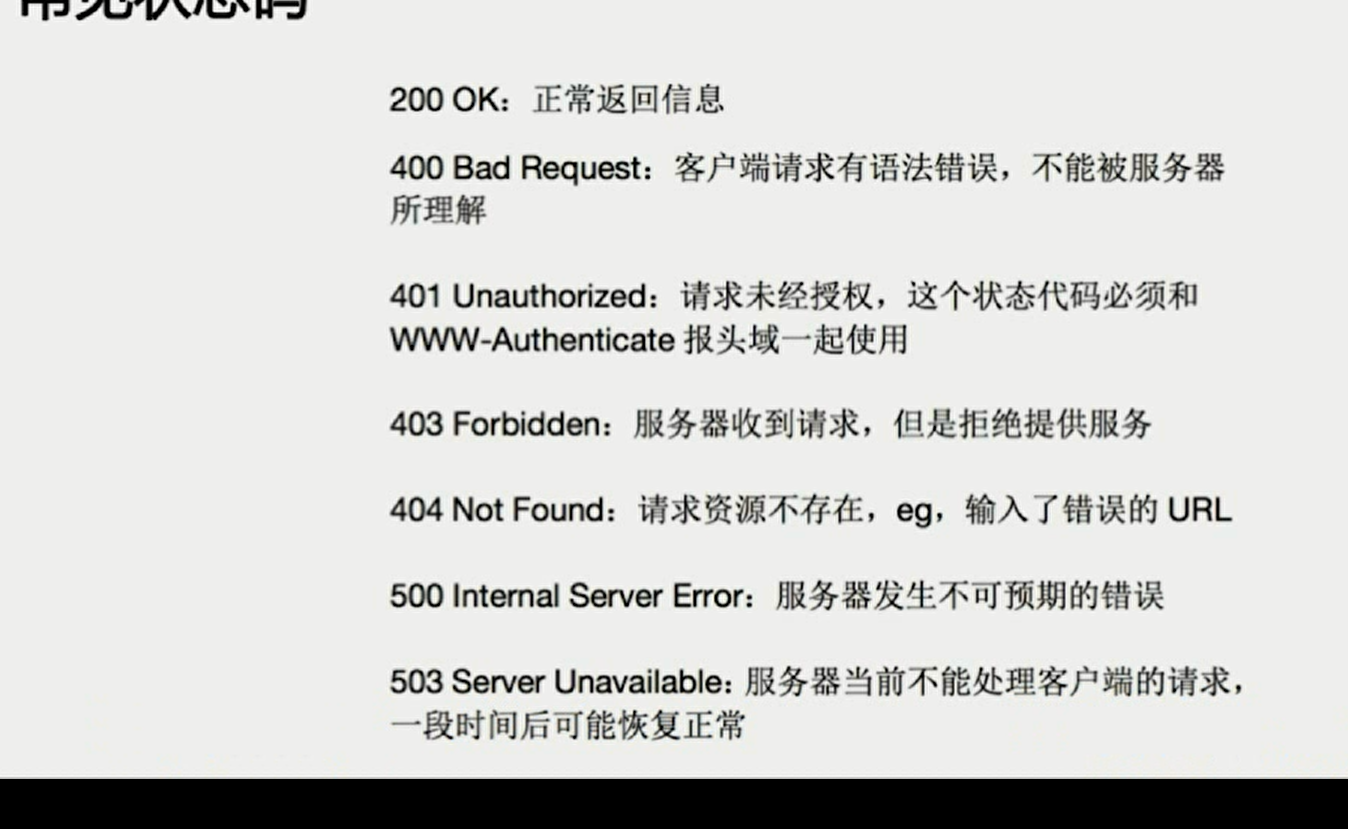 常见状态码
200 OK：正常返回信息
400 Bad Request：客户端请求有语法错误，不能被服务器
所理解
401 Unauthorized：请求未经授权，这个状态代码必须和
WWW-Authenticate 报头域一起使用
403 Forbidden：服务器收到请求，但是拒绝提供服务
404 Not Found：请求资源不存在，eg，输入了错误的 URL
500 Internal Server Error：服务器发生不可预期的错误
503 Server Unavailable：服务器当前不能处理客户端的请求，
一段时间后可能恢复正常